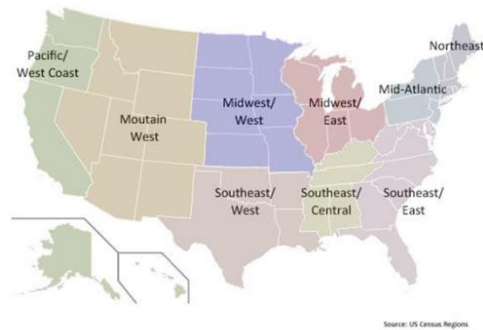 Northeast
Pacific/
West Coast
Mid-Atlantic
Midwest/
West
Midwest/
East
Moutain
West
Southeast/
West
Southeast/
Central
Southeast/
East
Source: US Census Regions